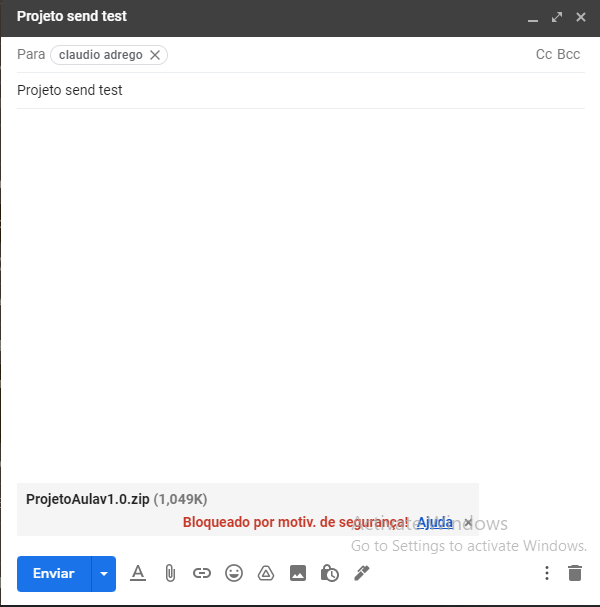 Projeto send test
Para claudio adrego Cc Bcc
Projeto send test
ProjetoAulav1.0.zip (1,049K)
Bloqueado por motiv. de segurança! Ajuda
Activate Windows
Go to Settings to activate Windows.
Enviar